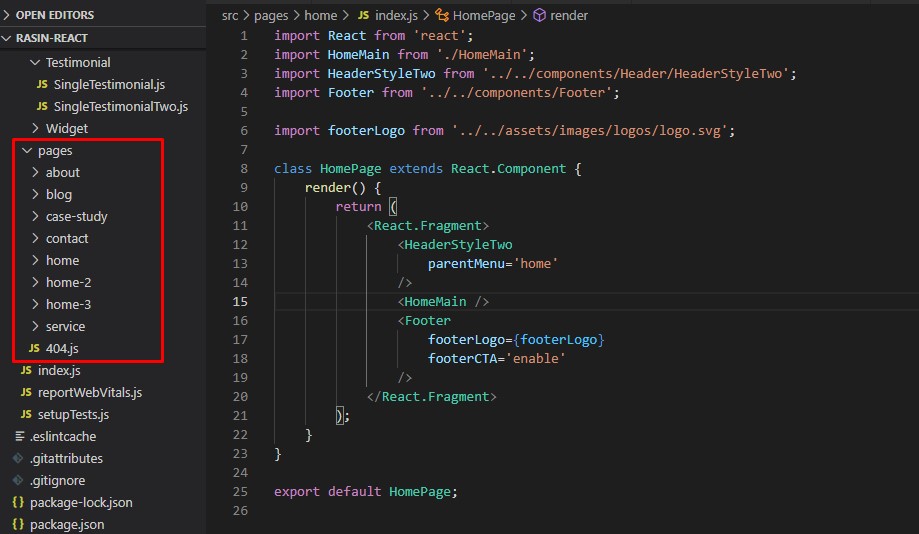 OPEN EDITORS
RASIN-REACT
Testimonial
JS SingleTestimonial.js
JS SingleTestimonialTwo.js
Widget
pages
about
blog
case-study
contact
home
home-2
home-3
service
JS 404.js
JS index.js
JS reportWebVitals.js
JS setupTests.js
.eslintcache
.gitattributes
.gitignore
{} package-lock.json
{} package.json
src > pages > home > JS index.js > HomePage > render
1 import React from 'react';
2 import HomeMain from './HomeMain';
3 import HeaderStyleTwo from '../../components/Header/HeaderStyleTwo';
4 import Footer from '../../components/Footer';
5
6 import footerLogo from '../../assets/images/logos/logo.svg';
7
8 class HomePage extends React.Component {
9     render() {
10         return (
11             <React.Fragment>
12                 <HeaderStyleTwo
13                     parentMenu='home'
14                 />
15                 <HomeMain />
16                 <Footer
17                     footerLogo={footerLogo}
18                     footerCTA='enable'
19                 />
20             </React.Fragment>
21         );
22     }
23 }
24
25 export default HomePage;
26